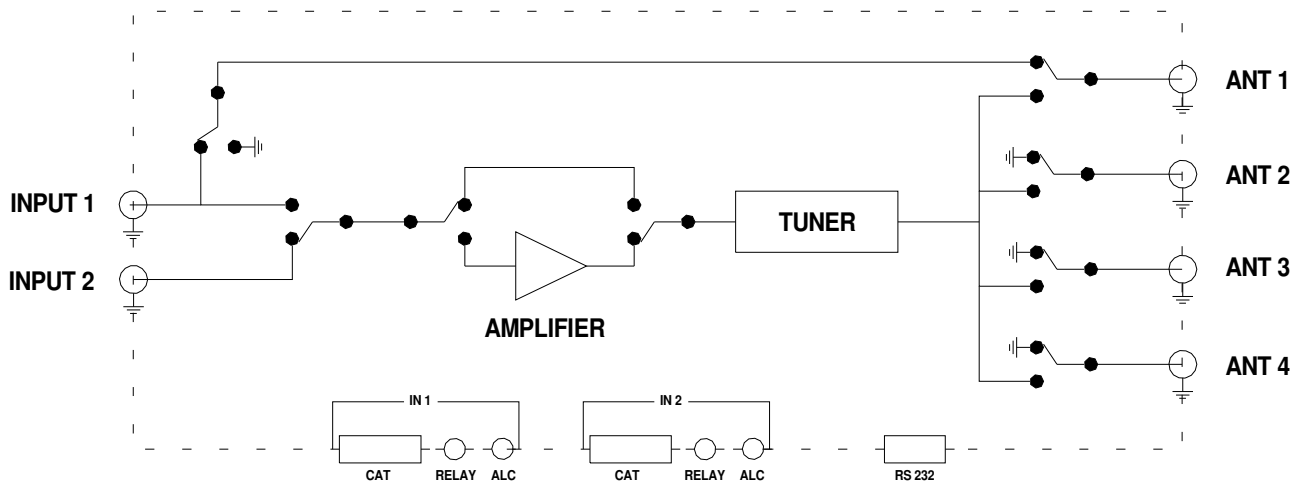 ANT 1
ANT 2
INPUT 1
TUNER
INPUT 2
ANT 3
AMPLIFIER
ANT 4
IN 1
IN 2
CAT
RELAY
ALC
CAT
RELAY
ALC
RS 232